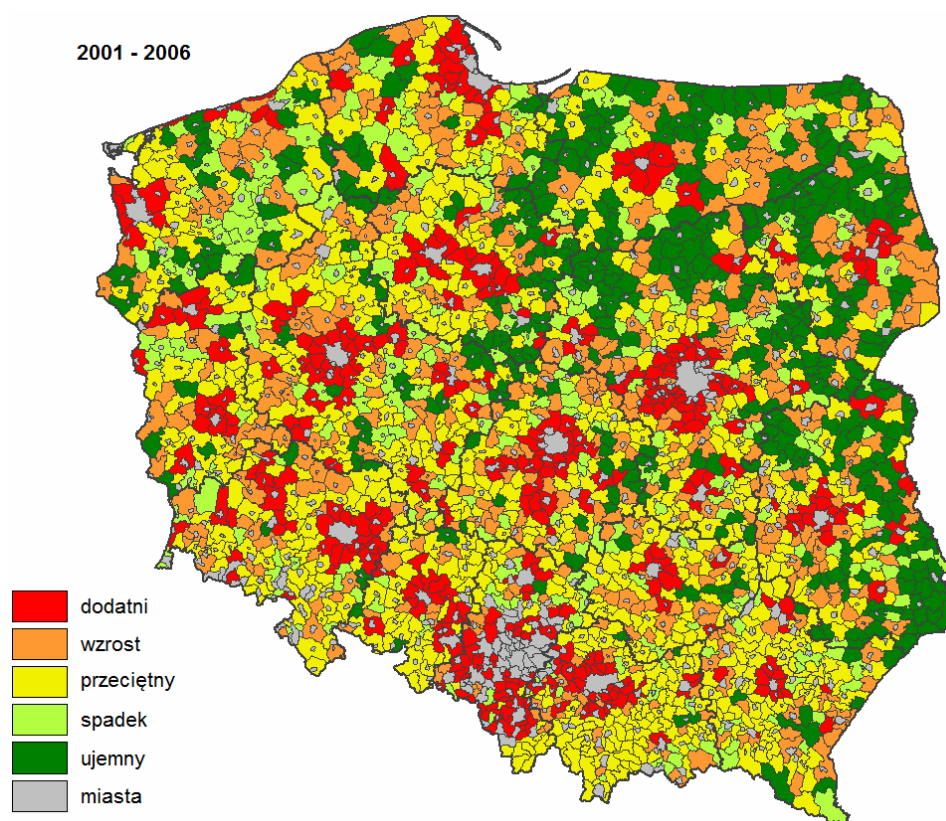 2001 - 2006
dodatni
wzrost
przeciętny
spadek
ujemny
miasta